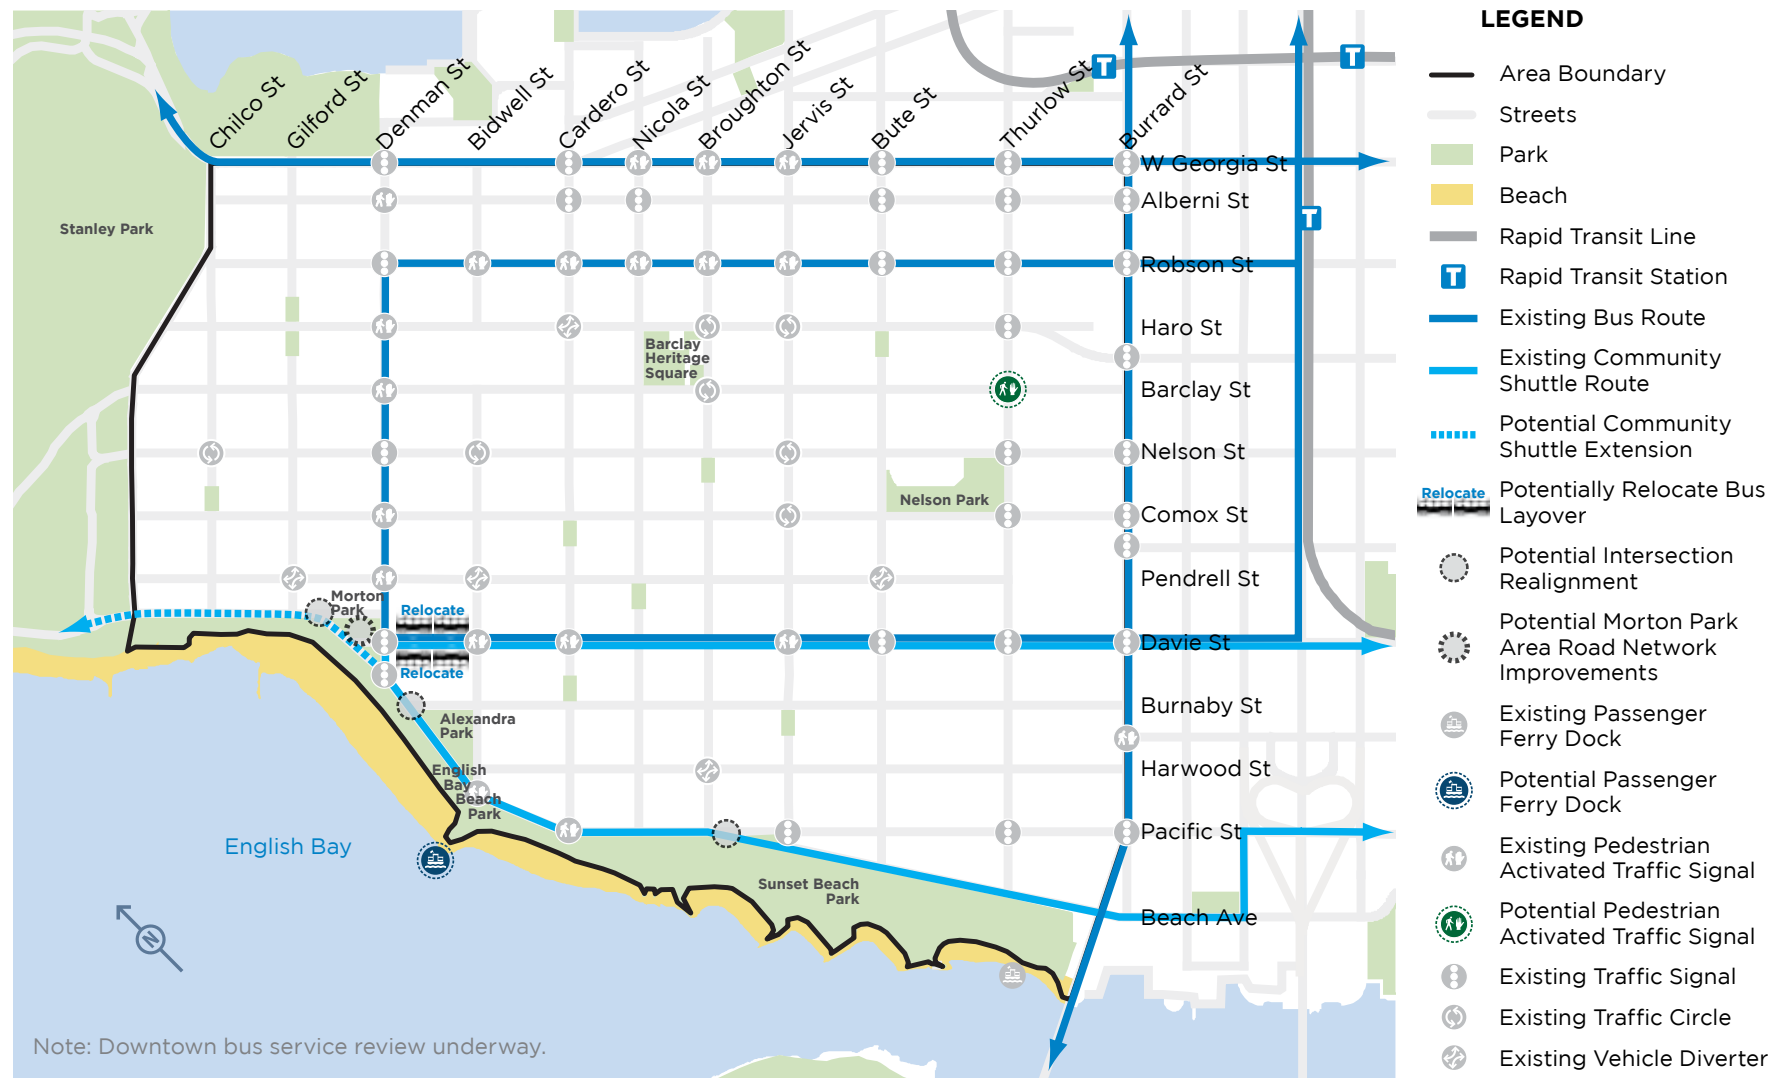 Chilco St
Gilford St
Denman St
Bidwell St
Cardero St
Nicola St
Broughton St
Jervis St
Bute St
Thurlow St
Burrard St
T
T
T
W Georgia St
Alberni St
Robson St
Haro St
Barclay St
Nelson St
Comox St
Pendrell St
Davie St
Burnaby St
Harwood St
Pacific St
Beach Ave
Stanley Park
Barclay
Heritage
Square
Nelson Park
Morton
Park
Relocate
Relocate
Alexandra
Park
English
Bay
Beach
Park
Sunset Beach
Park
English Bay
N
Note: Downtown bus service review underway.
LEGEND
Area Boundary
Streets
Park
Beach
Rapid Transit Line
T
Rapid Transit Station
Existing Bus Route
Existing Community
Shuttle Route
Potential Community
Shuttle Extension
Relocate
Potentially Relocate Bus
Layover
Potential Intersection
Realignment
Potential Morton Park
Area Road Network
Improvements
Existing Passenger
Ferry Dock
Potential Passenger
Ferry Dock
Existing Pedestrian
Activated Traffic Signal
Potential Pedestrian
Activated Traffic Signal
Existing Traffic Signal
Existing Traffic Circle
Existing Vehicle Diverter